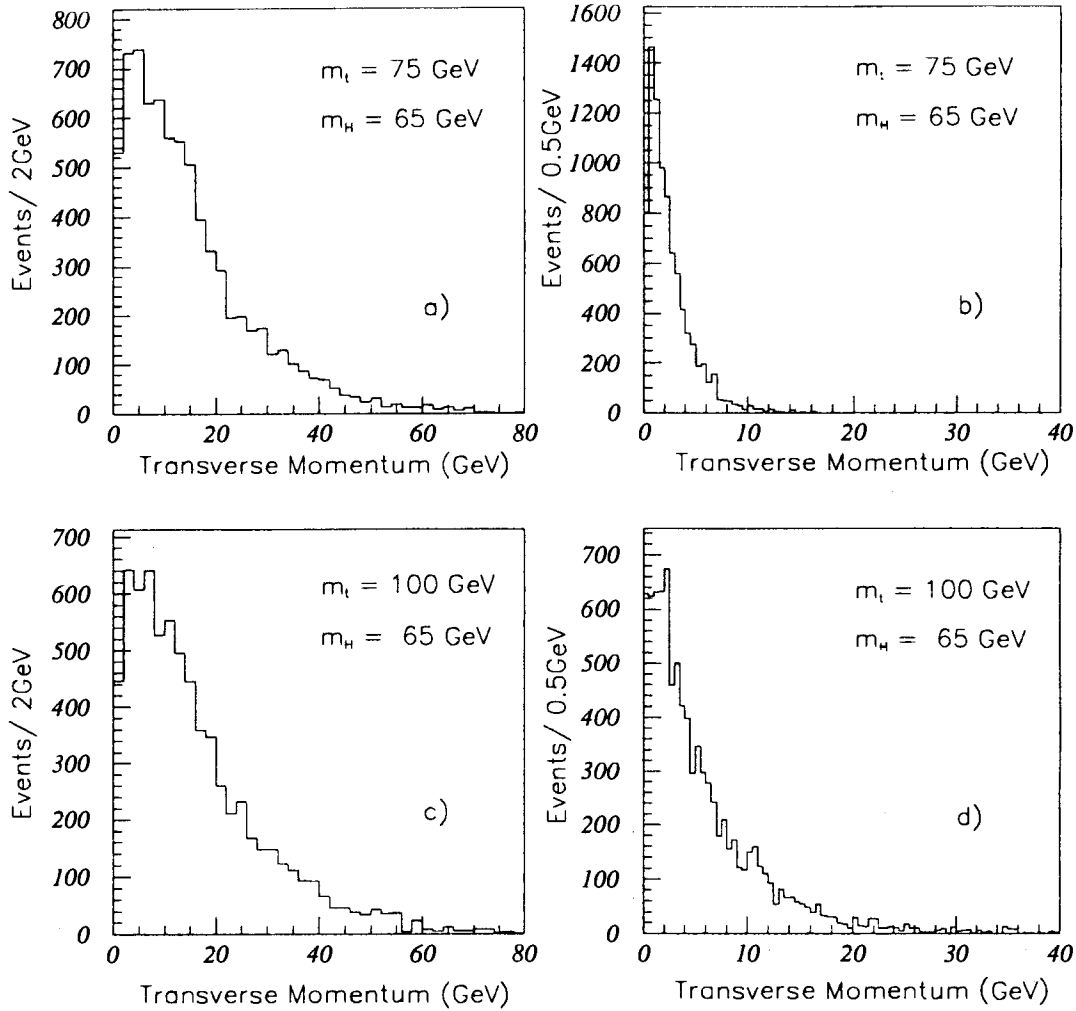 800
700
600
500
400
300
200
100
0
Events/ 2GeV
m_t = 75 GeV
m_H = 65 GeV
a)
0 20 40 60 80
Transverse Momentum (GeV)
1600
1400
1200
1000
800
600
400
200
0
Events/ 0.5GeV
m_t = 75 GeV
m_H = 65 GeV
b)
0 10 20 30 40
Transverse Momentum (GeV)
700
600
500
400
300
200
100
0
Events/ 2GeV
m_t = 100 GeV
m_H = 65 GeV
c)
0 20 40 60 80
Transverse Momentum (GeV)
700
600
500
400
300
200
100
0
Events/ 0.5GeV
m_t = 100 GeV
m_H = 65 GeV
d)
0 10 20 30 40
Transverse Momentum (GeV)